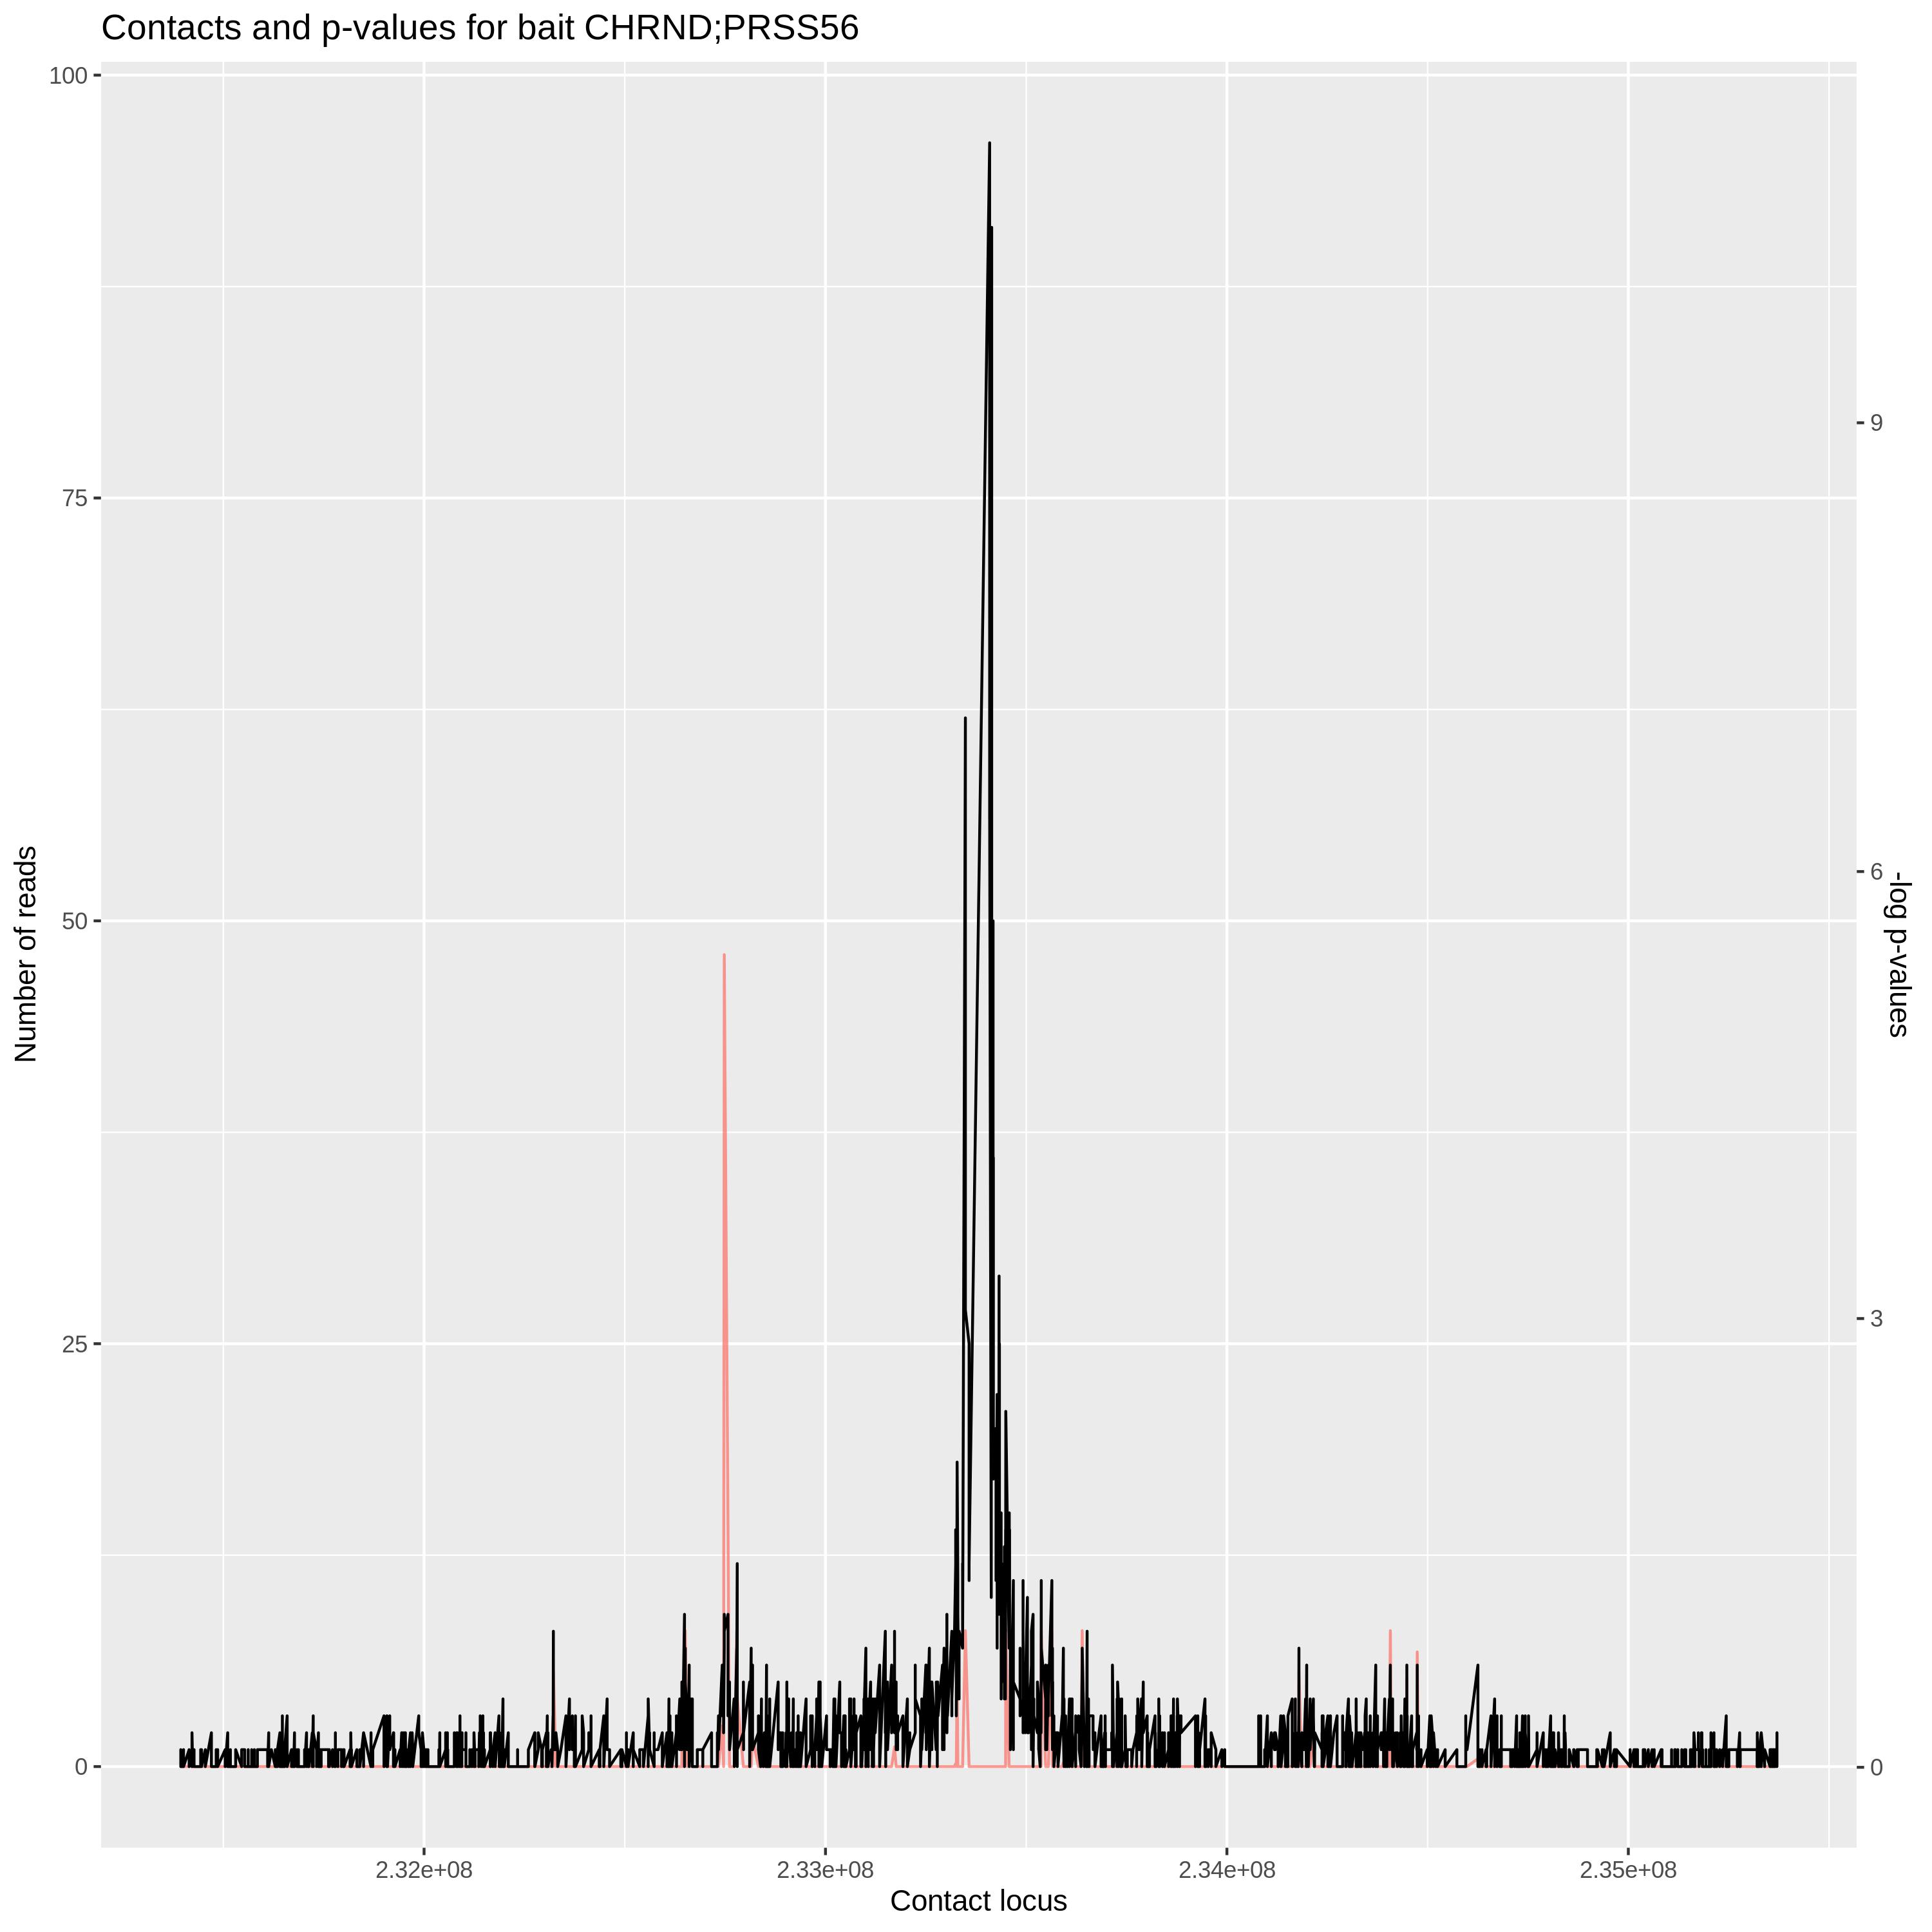 Contacts and p-values for bait CHRND;PRSS56
100
75
50
25
0
Number of reads
9
6
3
0
-log p-values
2.32e+08
2.33e+08
2.34e+08
2.35e+08
Contact locus